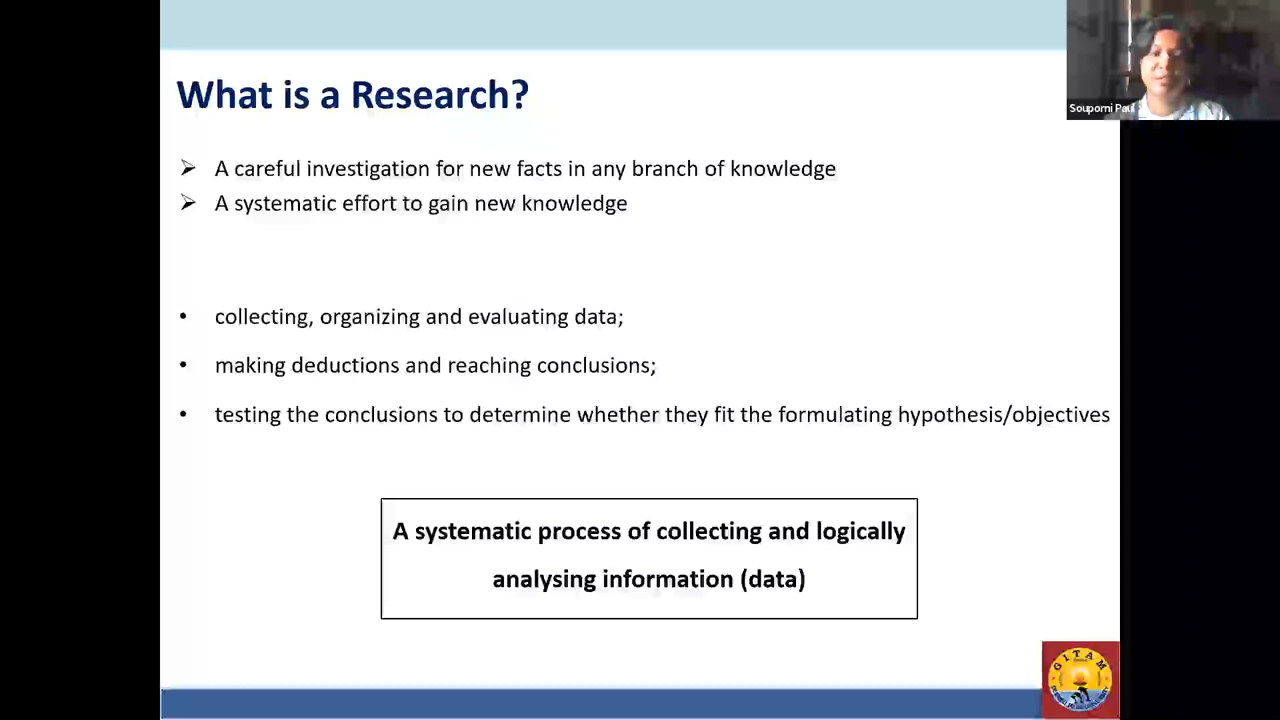 What is a Research?
Souporni Paul
➢ A careful investigation for new facts in any branch of knowledge
➢ A systematic effort to gain new knowledge
• collecting, organizing and evaluating data;
• making deductions and reaching conclusions;
• testing the conclusions to determine whether they fit the formulating hypothesis/objectives
A systematic process of collecting and logically
analysing information (data)
GITAM